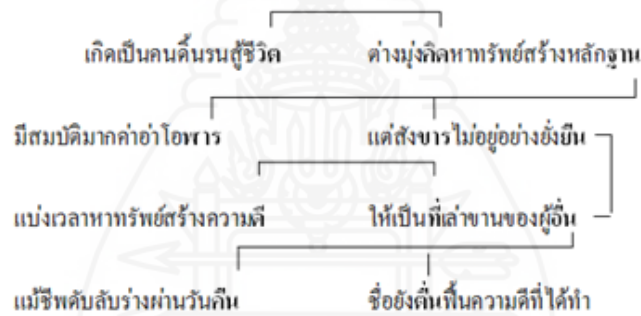 เกิดเป็นคนดิ้นรนสู้ชีวิต ต่างมุ่งคิดหาทรัพย์สร้างหลักฐาน
มีสมบัติมากค่าอ่าโอฬาร แต่สังขารไม่อยู่อย่างยั่งยืน
แบ่งเวลาหาทรัพย์สร้างความดี ให้เป็นที่เล่าขานของผู้อื่น
แม้ชีพดับลับร่างผ่านวันคืน ชื่อยังตื่นฟื้นความดีที่ได้ทำ